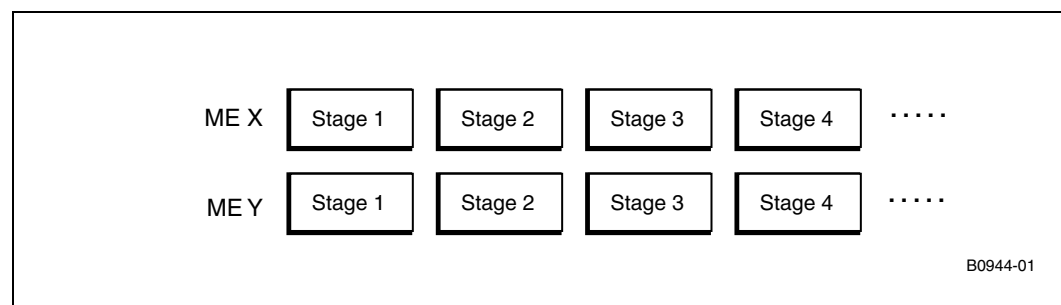 ME X Stage 1 Stage 2 Stage 3 Stage 4 .....
ME Y Stage 1 Stage 2 Stage 3 Stage 4 .....
B0944-01